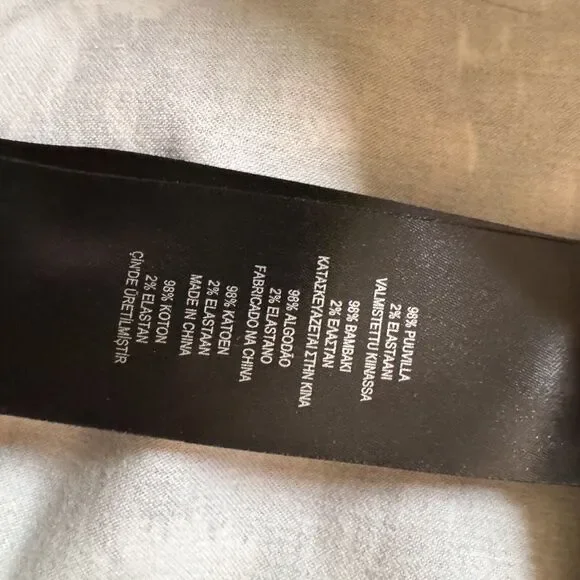 98% PUUVILLA
2% ELASTAANI
VALMISTETTU KIINASSA
98% ΒΑΜΒΑΚΙ
2% ΕΛΑΣΤΑΝ
ΚΑΤΑΣΚΕΥΑΖΕΤΑΙ ΣΤΗΝ ΚΙΝΑ
98% ALGODÃO
2% ELASTANO
FABRICADO NA CHINA
98% KATOEN
2% ELASTAAN
MADE IN CHINA
98% KOTON
2% ELASTAN
ÇİN'DE ÜRETİLMİŞTİR